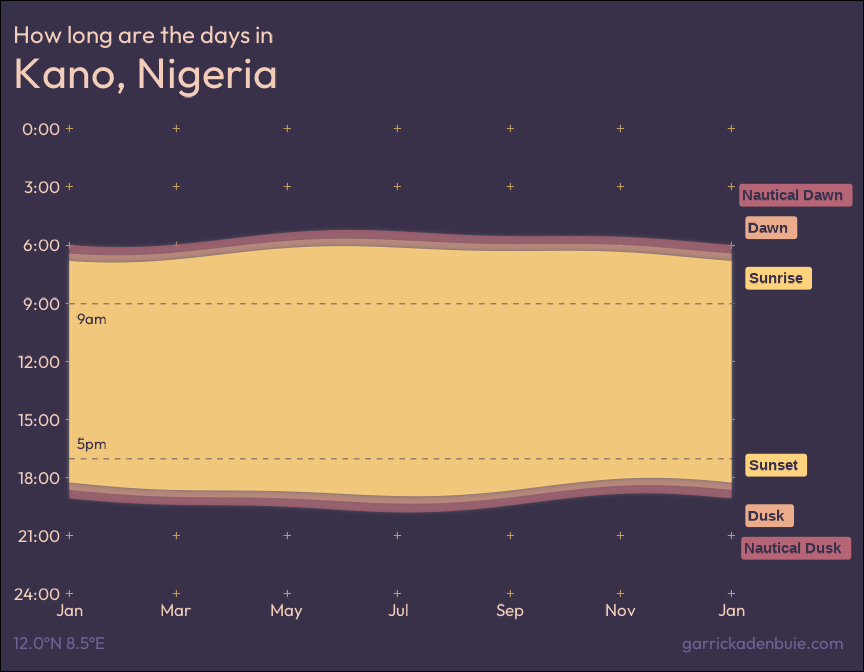 How long are the days in
Kano, Nigeria
0:00
3:00
Nautical Dawn
Dawn
6:00
Sunrise
9:00
9am
12:00
15:00
5pm
Sunset
18:00
Dusk
21:00
Nautical Dusk
24:00
Jan Mar May Jul Sep Nov Jan
12.0°N 8.5°E
garrickadenbuie.com